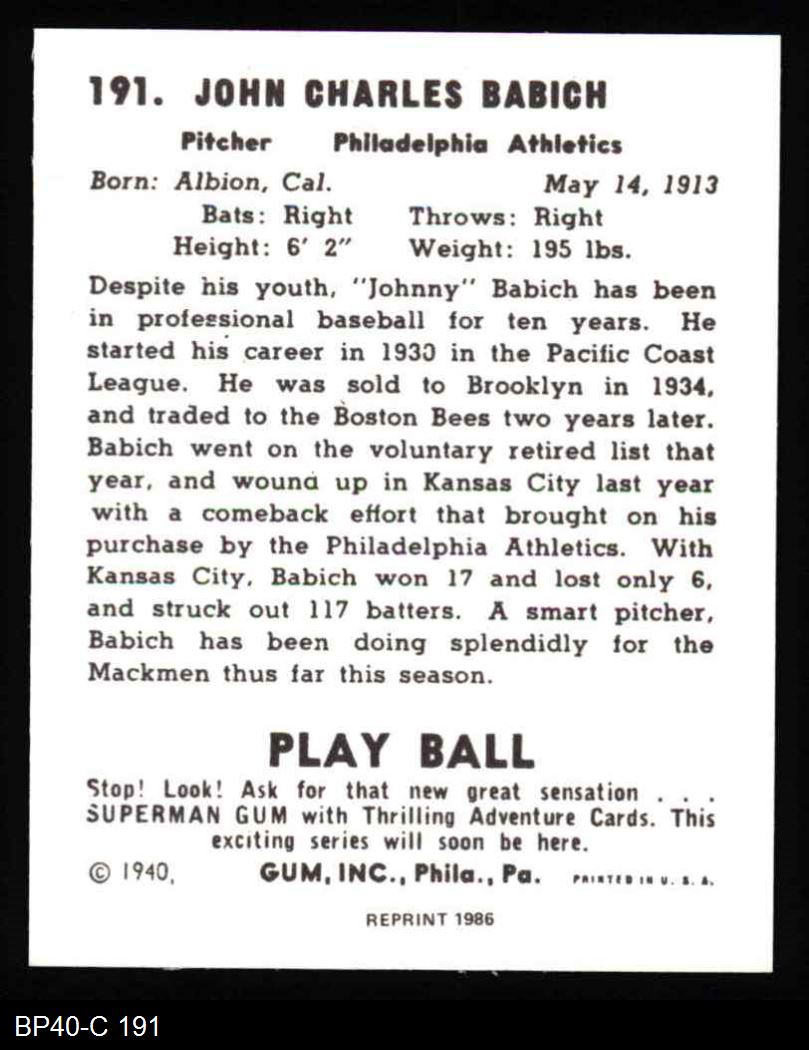 191. JOHN CHARLES BABICH
Pitcher Philadelphia Athletics
Born: Albion, Cal. May 14, 1913
Bats: Right Throws: Right
Height: 6' 2" Weight: 195 lbs.
Despite his youth, "Johnny" Babich has been
in professional baseball for ten years. He
started his career in 1930 in the Pacific Coast
League. He was sold to Brooklyn in 1934,
and traded to the Boston Bees two years later.
Babich went on the voluntary retired list that
year, and wound up in Kansas City last year
with a comeback effort that brought on his
purchase by the Philadelphia Athletics. With
Kansas City, Babich won 17 and lost only 6,
and struck out 117 batters. A smart pitcher,
Babich has been doing splendidly for the
Mackmen thus far this season.
PLAY BALL
Stop! Look! Ask for that new great sensation . . .
SUPERMAN GUM with Thrilling Adventure Cards. This
exciting series will soon be here.
© 1940, GUM, INC., Phila., Pa. PRINTED IN U. S. A.
REPRINT 1986
BP40-C 191